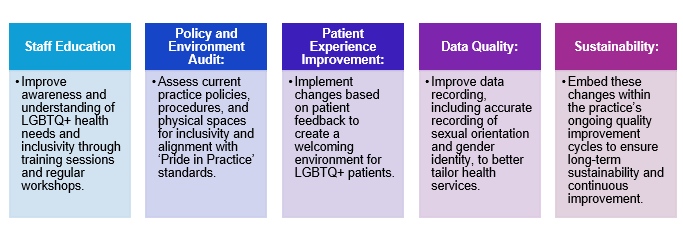 Staff Education
• Improve
awareness and
understanding of
LGBTQ+ health
needs and
inclusivity through
training sessions
and regular
workshops.
Policy and
Environment
Audit:
• Assess current
practice policies,
procedures, and
physical spaces
for inclusivity and
alignment with
‘Pride in Practice’
standards.
Patient
Experience
Improvement:
• Implement
changes based
on patient
feedback to
create a
welcoming
environment for
LGBTQ+ patients.
Data Quality:
• Improve data
recording,
including accurate
recording of
sexual orientation
and gender
identity, to better
tailor health
services.
Sustainability:
• Embed these
changes within
the practice’s
ongoing quality
improvement
cycles to ensure
long-term
sustainability and
continuous
improvement.